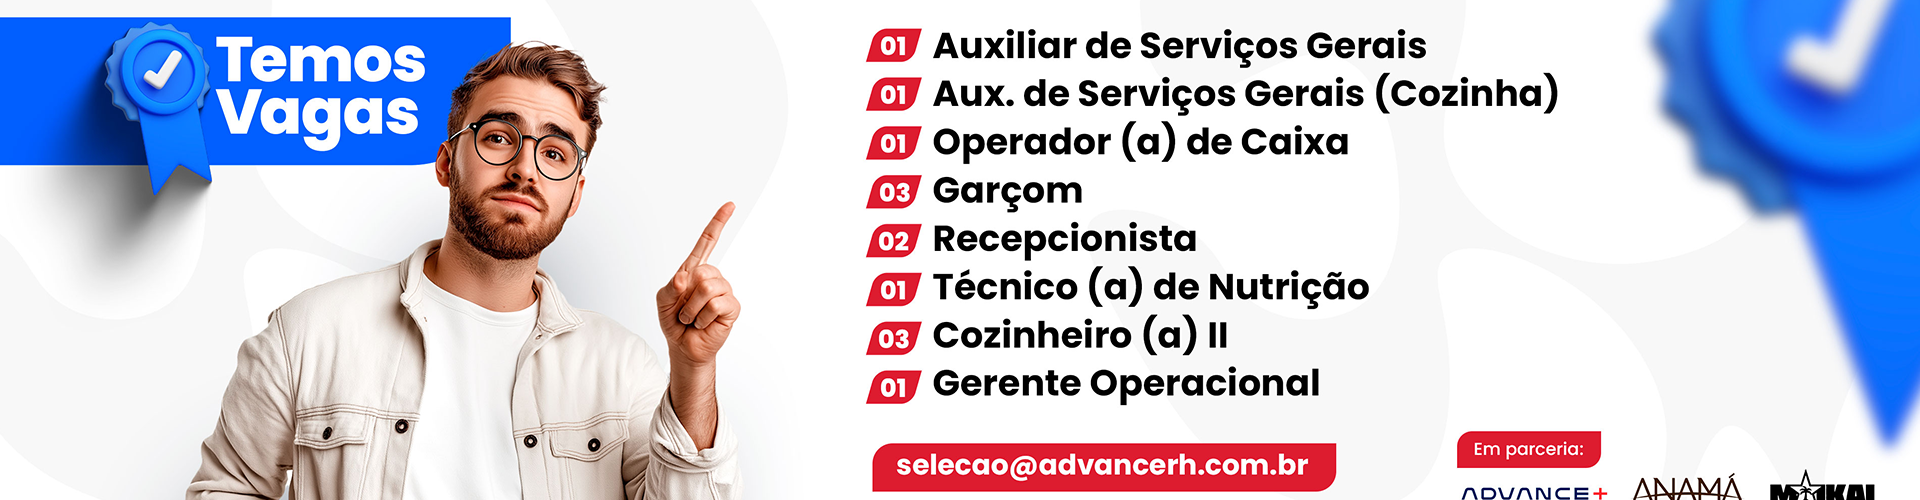 Temos
Vagas
01 Auxiliar de Serviços Gerais
01 Aux. de Serviços Gerais (Cozinha)
01 Operador (a) de Caixa
03 Garçom
02 Recepcionista
01 Técnico (a) de Nutrição
03 Cozinheiro (a) II
01 Gerente Operacional
selecao@advancerh.com.br
Em parceria:
ADVANCE+ ANAMÁ